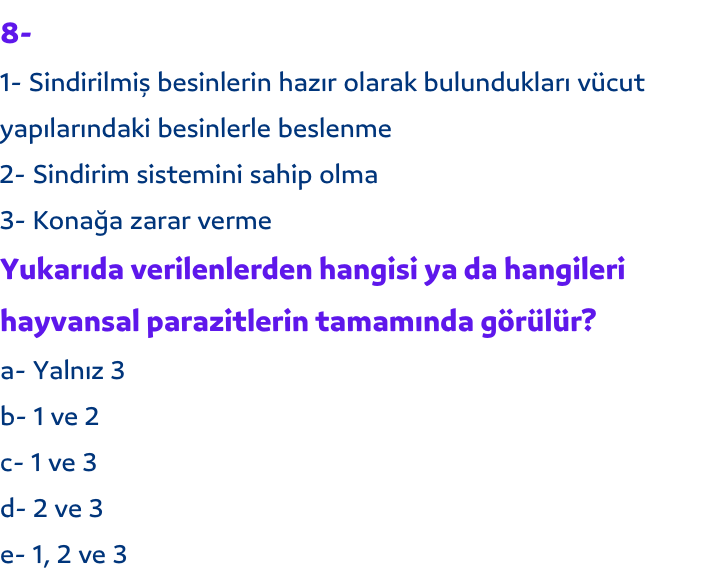 8-
1- Sindirilmiş besinlerin hazır olarak bulundukları vücut
yapılarındaki besinlerle beslenme
2- Sindirim sistemini sahip olma
3- Konağa zarar verme
Yukarıda verilenlerden hangisi ya da hangileri
hayvansal parazitlerin tamamında görülür?
a- Yalnız 3
b- 1 ve 2
c- 1 ve 3
d- 2 ve 3
e- 1, 2 ve 3